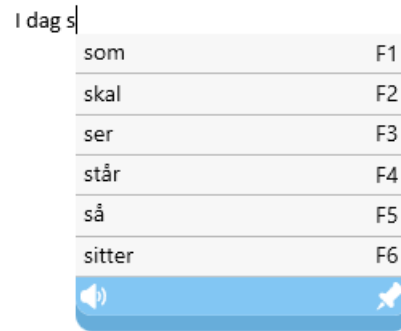 I dag s
som F1
skal F2
ser F3
står F4
så F5
sitter F6